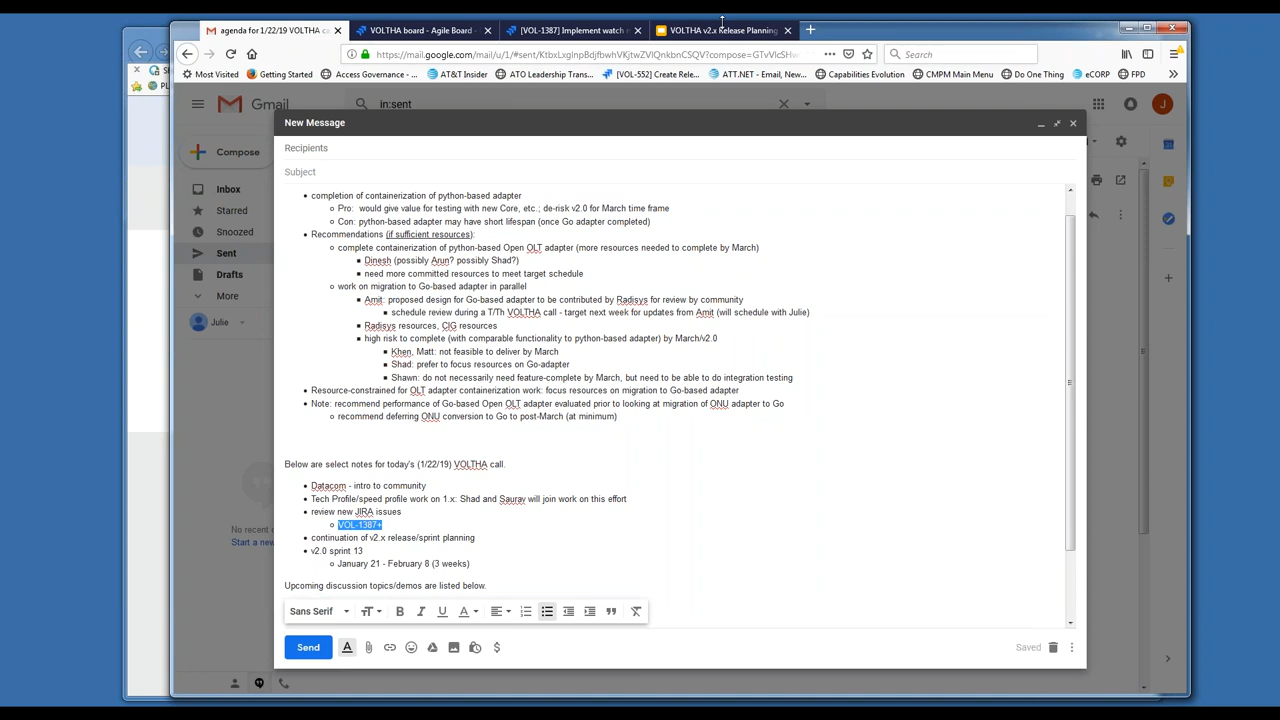 agenda for 1/22/19 VOLTHA ca
VOLTHA board - Agile Board -
[VOL-1387] Implement watch
VOLTHA v2.x Release Planning
Search
Most Visited
Getting Started
Access Governance -...
AT&T Insider
ATO Leadership Trans...
[VOL-552] Create Rele...
ATT.NET - Email, New...
Capabilities Evolution
CMPM Main
Do One Thing
eCORP
FPD
Gmail
in:sent
New Message
Compose
Recipients
Inbox
Subject
Starred
Snoozed
Sent
Drafts
More
Julie
completion of containerization of python-based adapter
Pro: would give value for testing with new Core, etc.; de-risk v2.0 for March time frame
Con: python-based adapter may have short lifespan (once Go adapter completed)
Recommendations (if sufficient resources):
complete containerization of python-based Open OLT adapter (more resources needed to complete by March)
Dinesh (possibly Arun? possibly Shad?)
need more committed resources to meet target schedule
work on migration to Go-based adapter in parallel
Amit: proposed design for Go-based adapter to be contributed by Radisys for review by community
schedule review during a T/Th VOLTHA call - target next week for updates from Amit (will schedule with Julie)
Radisys resources, CIG resources
high risk to complete (with comparable functionality to python-based adapter) by March/v2.0
Khen, Matt: not feasible to deliver by March
Shad: prefer to focus resources on Go-adapter
Shawn: do not necessarily need feature-complete by March, but need to be able to do integration testing
Resource-constrained for OLT adapter containerization work: focus resources on migration to Go-based adapter
Note: recommend performance of Go-based Open OLT adapter evaluated prior to looking at migration of ONU adapter to Go
recommend deferring ONU conversion to Go to post-March (at minimum)
Below are select notes for today's (1/22/19) VOLTHA call.
Datacom - intro to community
Tech Profile/speed profile work on 1.x: Shad and Saurav will join work on this effort
review new JIRA issues
VOL-1387+
continuation of v2.x release/sprint planning
v2.0 sprint 13
January 21 - February 8 (3 weeks)
Upcoming discussion topics/demos are listed below.
No recent
Start a new
Sans Serif
Send
Saved